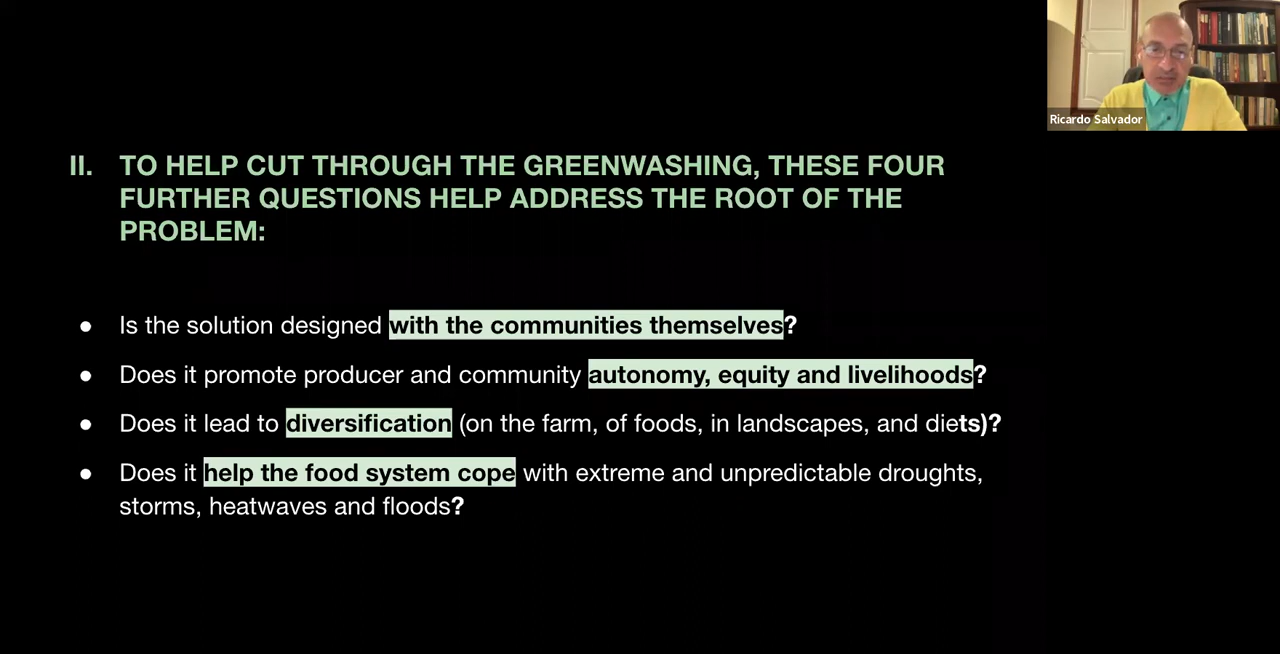 Ricardo Salvador
II. TO HELP CUT THROUGH THE GREENWASHING, THESE FOUR
FURTHER QUESTIONS HELP ADDRESS THE ROOT OF THE
PROBLEM:
● Is the solution designed with the communities themselves?
● Does it promote producer and community autonomy, equity and livelihoods?
● Does it lead to diversification (on the farm, of foods, in landscapes, and diets)?
● Does it help the food system cope with extreme and unpredictable droughts,
storms, heatwaves and floods?